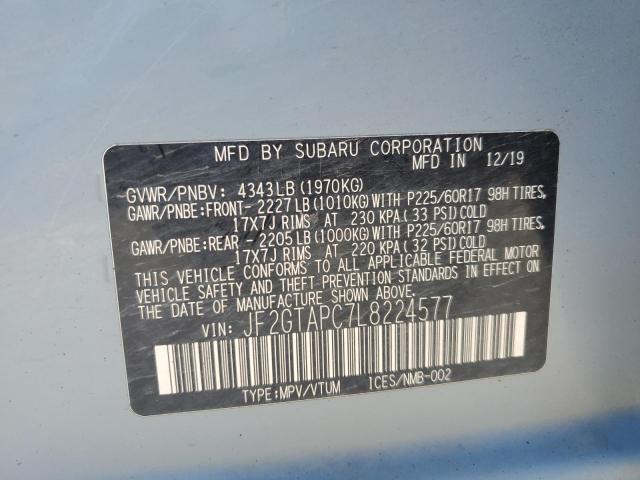 MFD BY SUBARU CORPORATION
MFD IN 12/19
GVWR/PNBV: 4343LB(1970KG)
GAWR/PNBE:FRONT-2227LB(1010KG)WITH P225/60R17 98H TIRES,
17X7J RIMS AT 230 KPA(33 PSI)COLD
GAWR/PNBE:REAR -2205LB(1000KG)WITH P225/60R17 98H TIRES,
17X7J RIMS AT 220 KPA(32 PSI)COLD
THIS VEHICLE CONFORMS TO ALL APPLICABLE FEDERAL MOTOR
VEHICLE SAFETY AND THEFT PREVENTION STANDARDS IN EFFECT ON
THE DATE OF MANUFACTURE SHOWN ABOVE.
VIN: JF2GTAPC7L8224577
TYPE:MPV/VTUM ICES/NMB-002